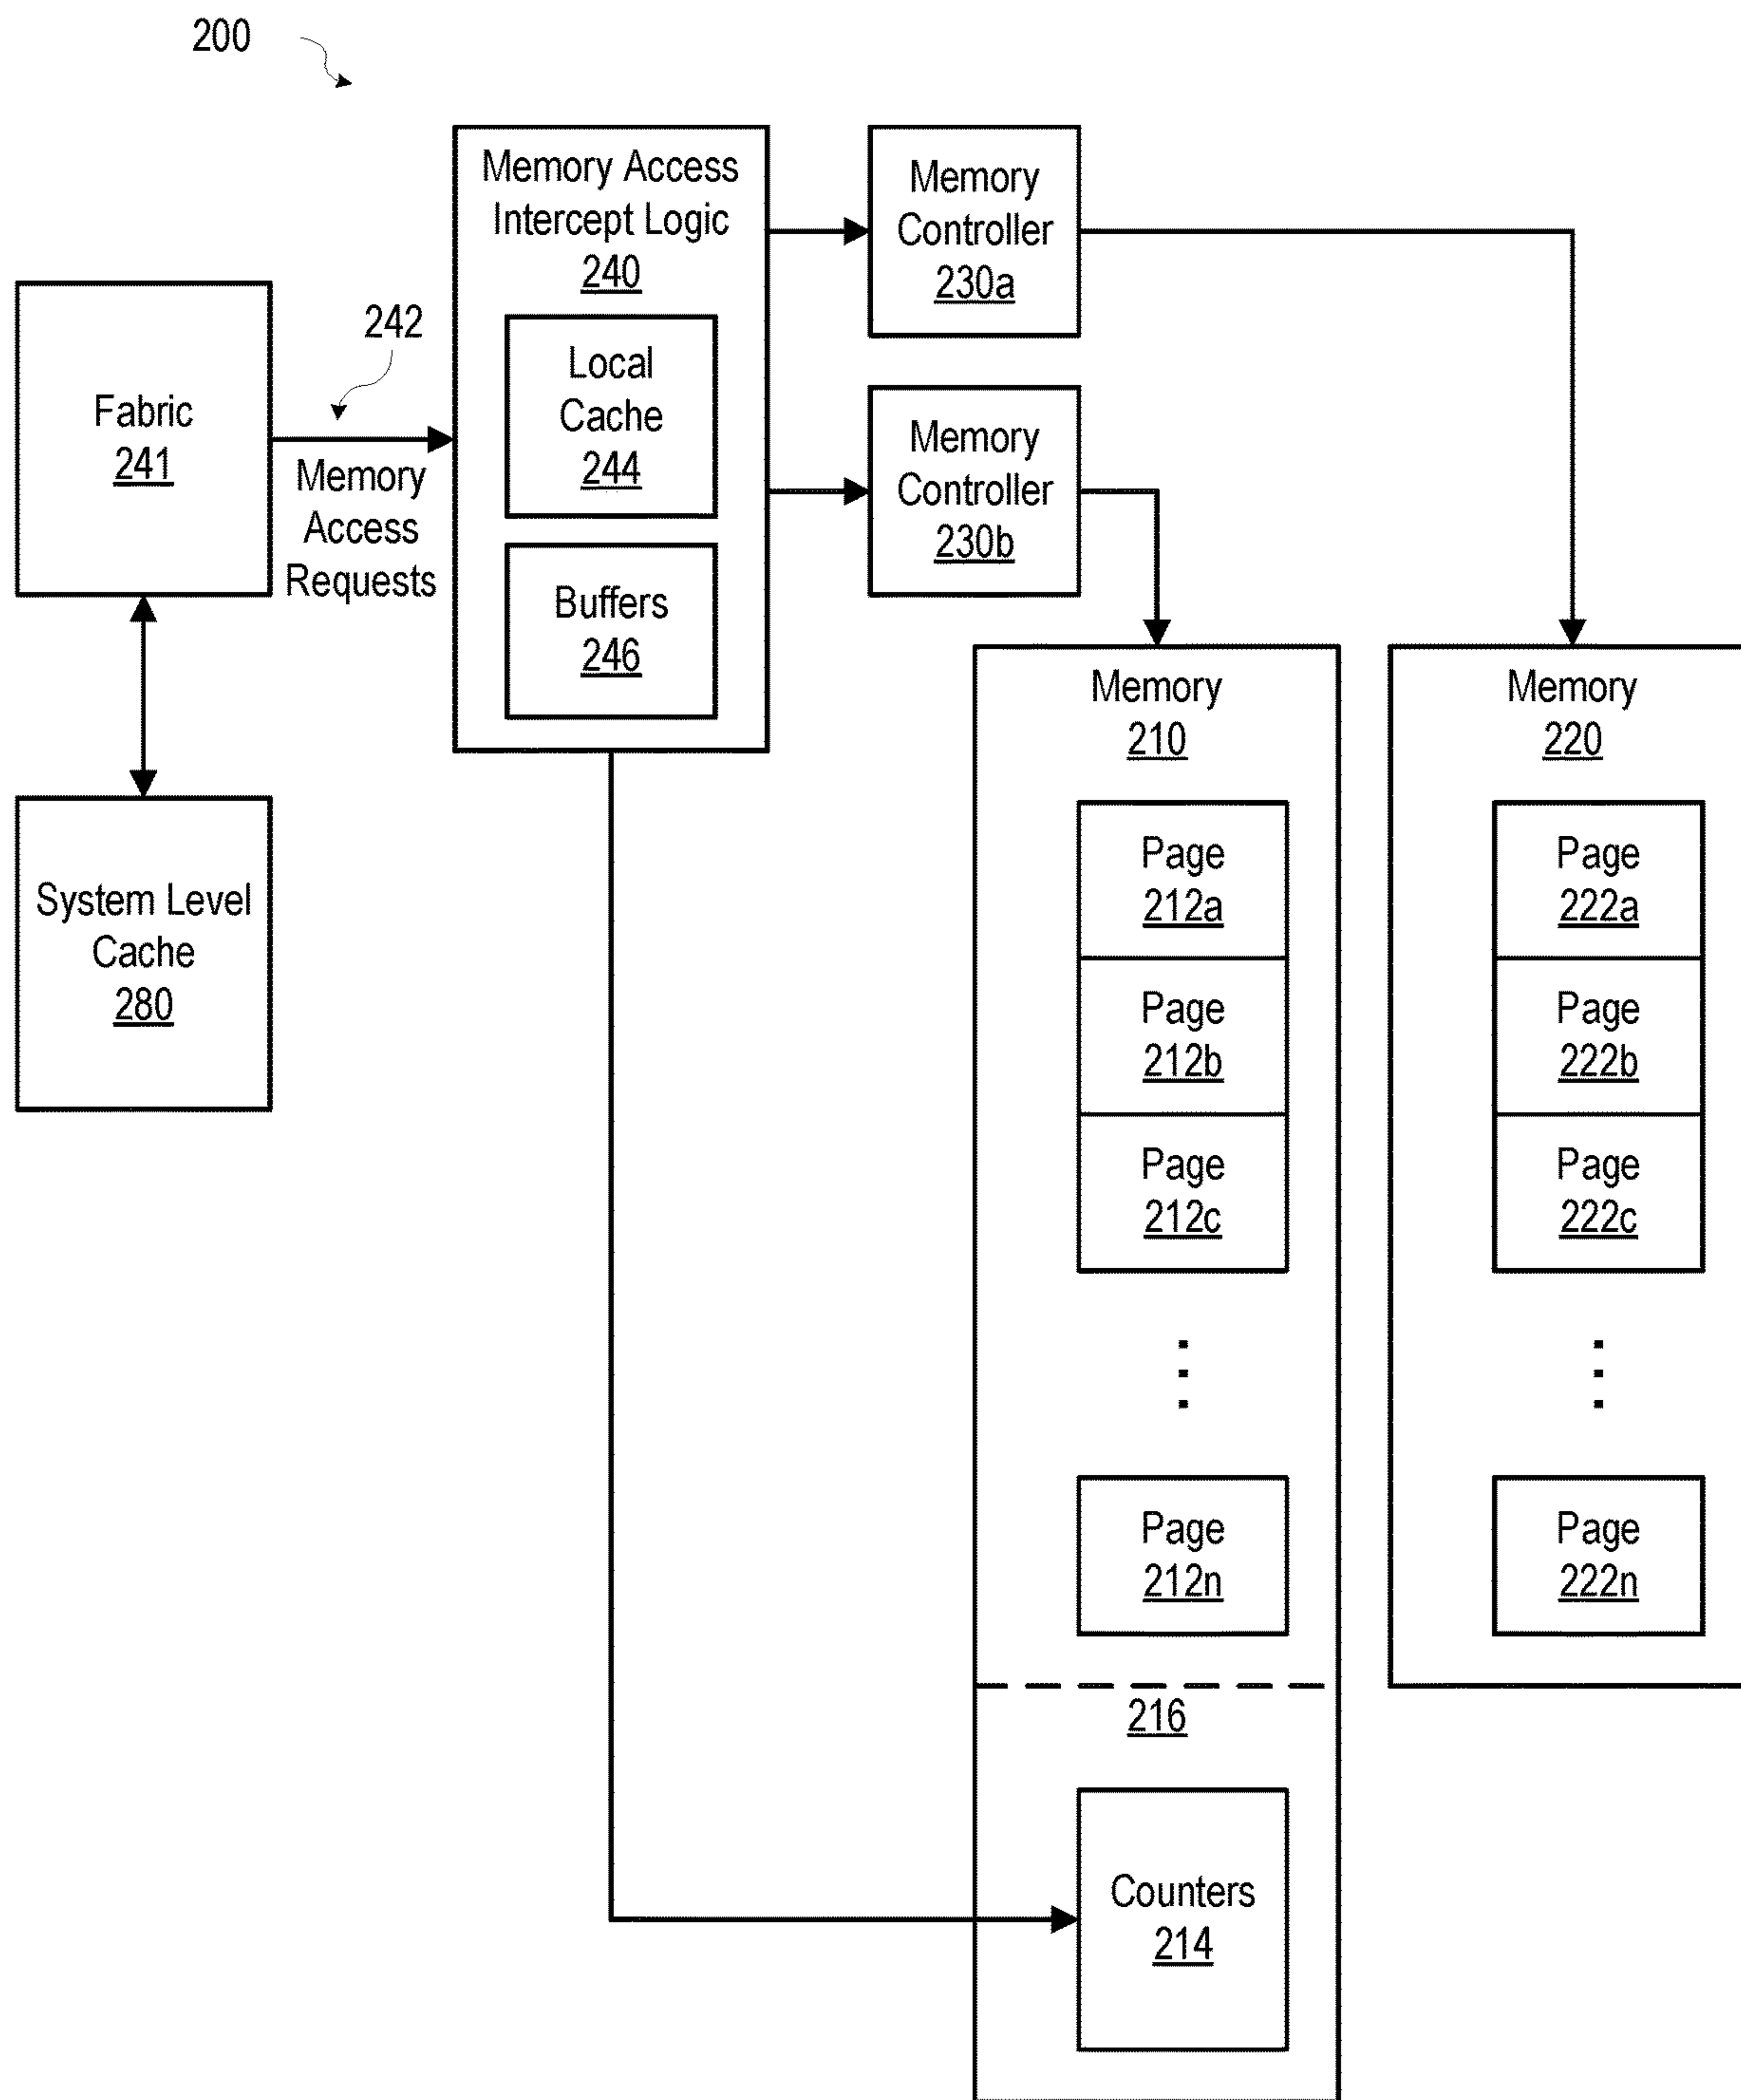 200
Memory Access
Intercept Logic
240
Local
Cache
244
Buffers
246
Memory
Controller
230a
Memory
Controller
230b
Fabric
241
242
Memory
Access
Requests
System Level
Cache
280
Memory
210
Page
212a
Page
212b
Page
212c
Page
212n
216
Counters
214
Memory
220
Page
222a
Page
222b
Page
222c
Page
222n